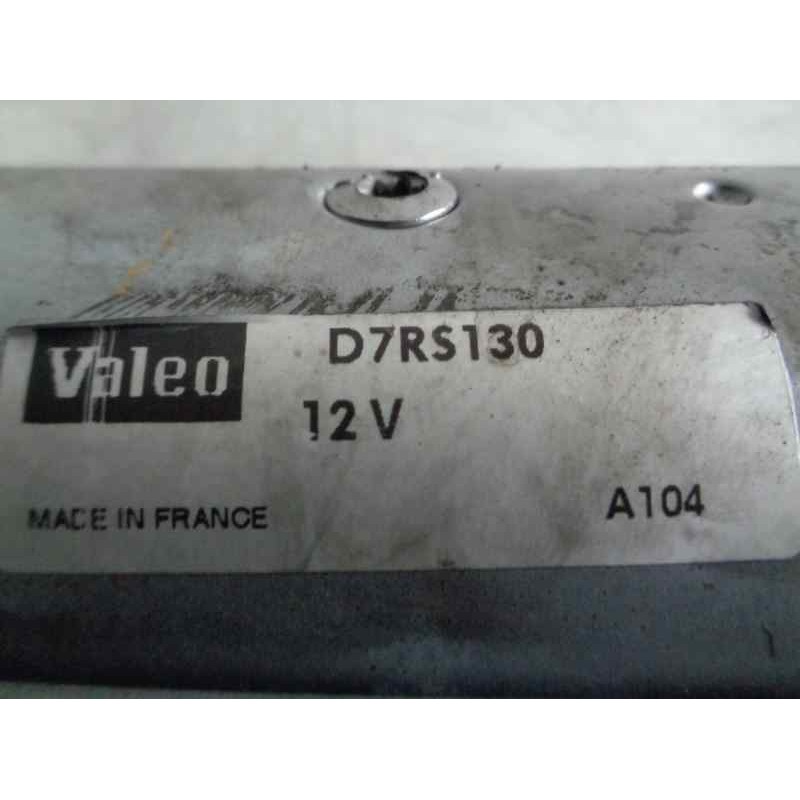 Valeo
D7RS130
12 V
MADE IN FRANCE
A104